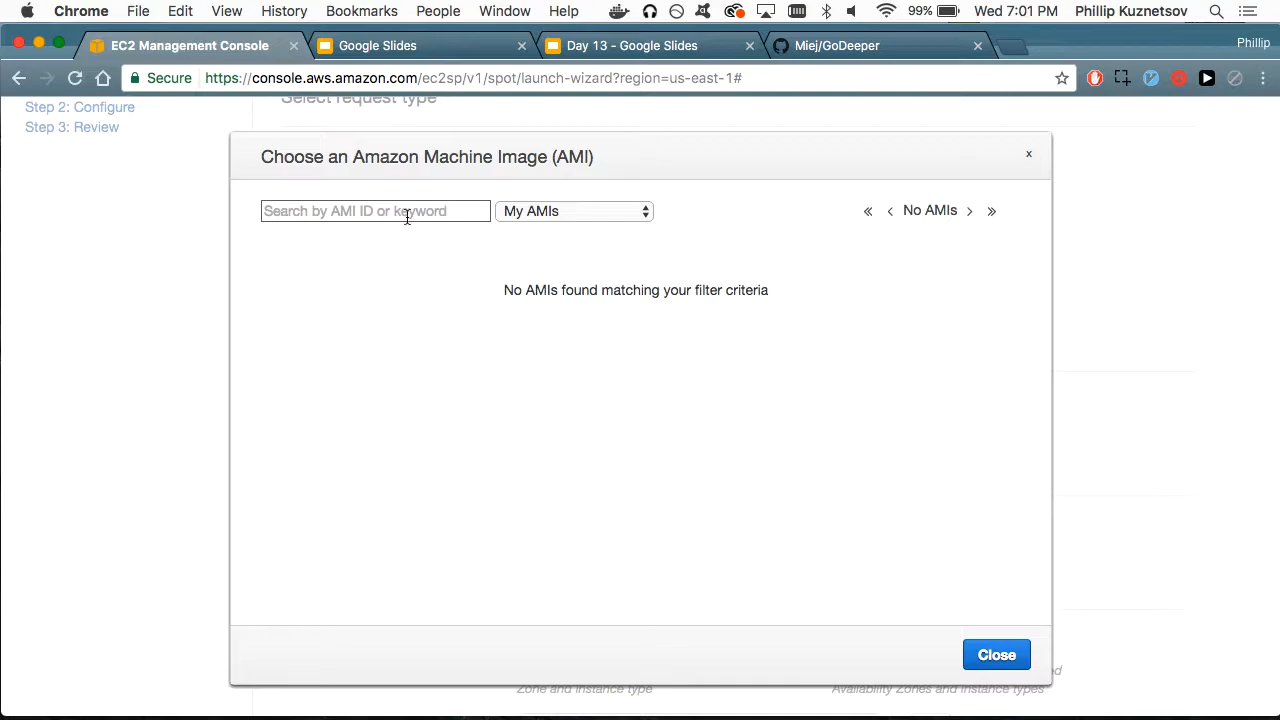 Chrome File Edit View History Bookmarks People Window Help 99% Wed 7:01 PM Phillip Kuznetsov
EC2 Management Console Google Slides Day 13 - Google Slides Miej/GoDeeper Phillip
Secure https://console.aws.amazon.com/ec2sp/v1/spot/launch-wizard?region=us-east-1#
Select request type
Step 2: Configure
Step 3: Review
Choose an Amazon Machine Image (AMI) x
Search by AMI ID or keyword My AMIs « ‹ No AMIs › »
No AMIs found matching your filter criteria
Close
Zone and instance type Availability Zones and instance types